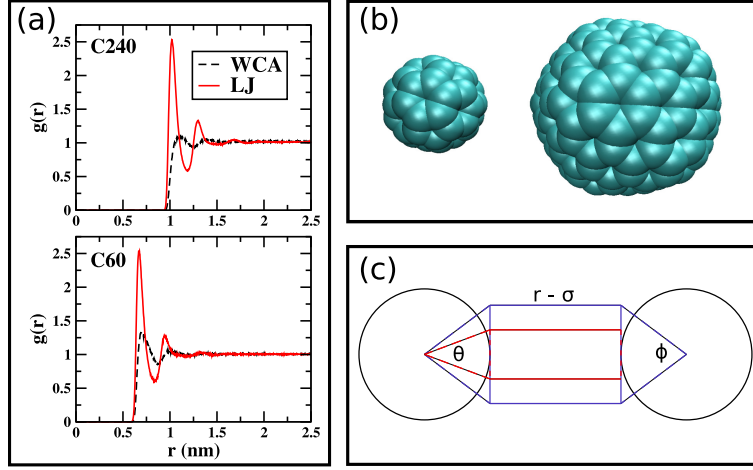 (a)
C240
WCA
LJ
g(r)
2.5
2
1.5
1
0.5
0
0 0.5 1 1.5 2 2.5
C60
g(r)
2.5
2
1.5
1
0.5
0
0 0.5 1 1.5 2 2.5
r (nm)
(b)
(c)
r - σ
θ
ϕ